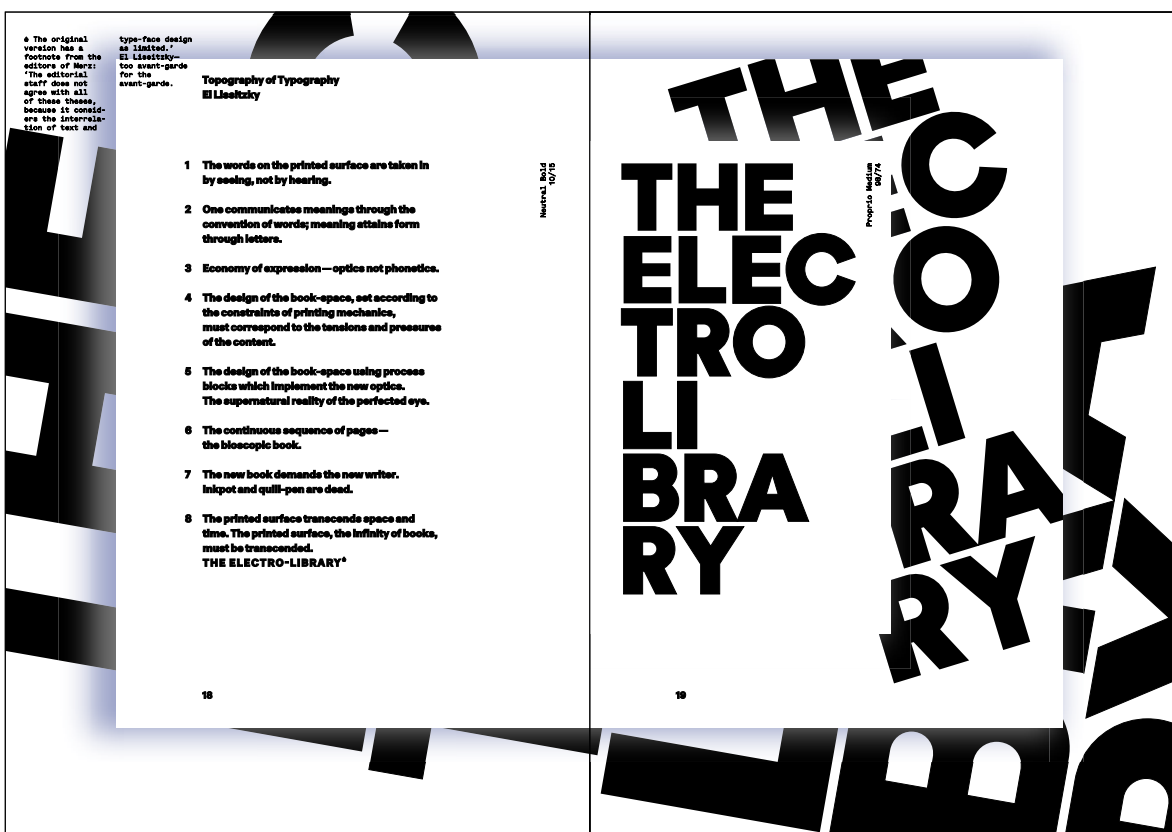 * The original
vereion has a
footnote from the
editors of Merz:
‘The editorial
staff does not
agree with all
of these theses,
because it consid-
ers the interrela-
tion of text and
type-face design
as limited.’
El Lissitzky—
too avant-garde
for the
avant-garde.
Topography of Typography
El Lissitzky
1 The words on the printed surface are taken in
by seeing, not by hearing.
2 One communicates meanings through the
convention of words; meaning attains form
through letters.
3 Economy of expression—optics not phonetics.
4 The design of the book-space, set according to
the constraints of printing mechanics,
must correspond to the tensions and pressures
of the content.
5 The design of the book-space using process
blocks which implement the new optics.
The supernatural reality of the perfected eye.
6 The continuous sequence of pages—
the bioscopic book.
7 The new book demands the new writer.
Inkpot and quill-pen are dead.
8 The printed surface transcends space and
time. The printed surface, the infinity of books,
must be transcended.
THE ELECTRO-LIBRARY*
18
Neutral Bold
10/15
THE
ELEC
TRO
LI
BRA
RY
Proprio Medium
98/74
THE
C
O
I
RA
RY
19